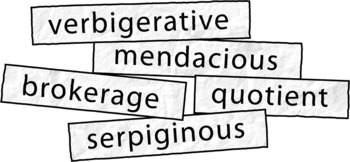 verbigerative
mendacious
brokerage
quotient
serpiginous